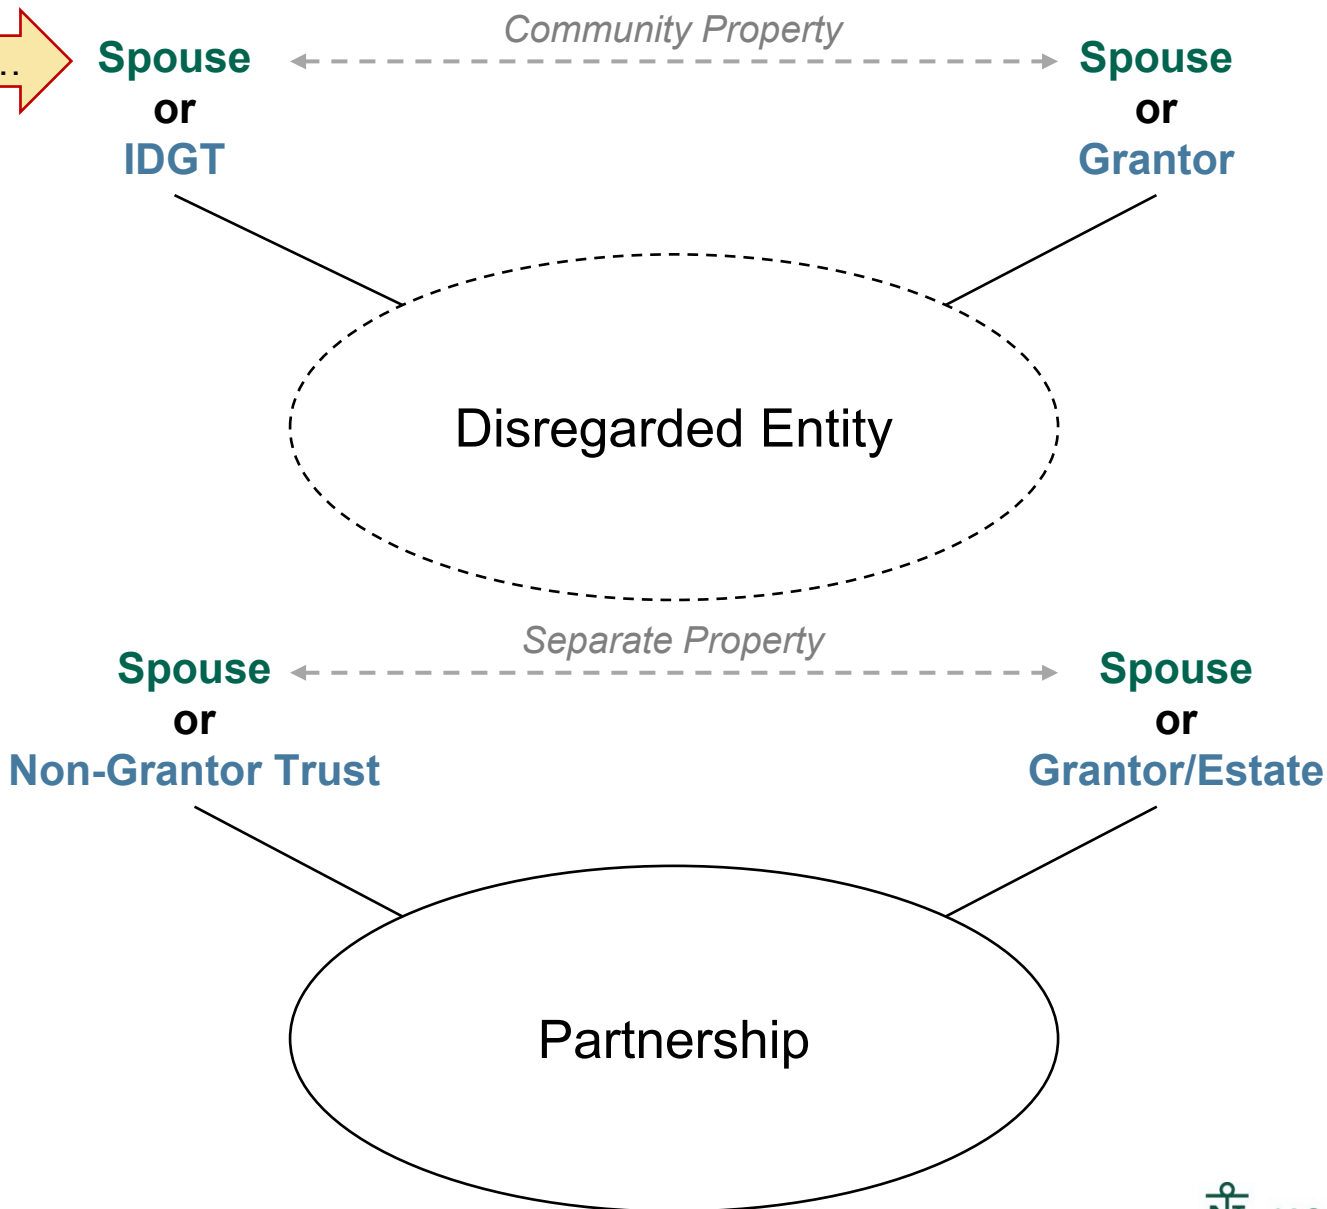 Community Property
..
Spouse
or
IDGT
Spouse
or
Grantor
Disregarded Entity
Separate Property
Spouse
or
Non-Grantor Trust
Spouse
or
Grantor/Estate
Partnership